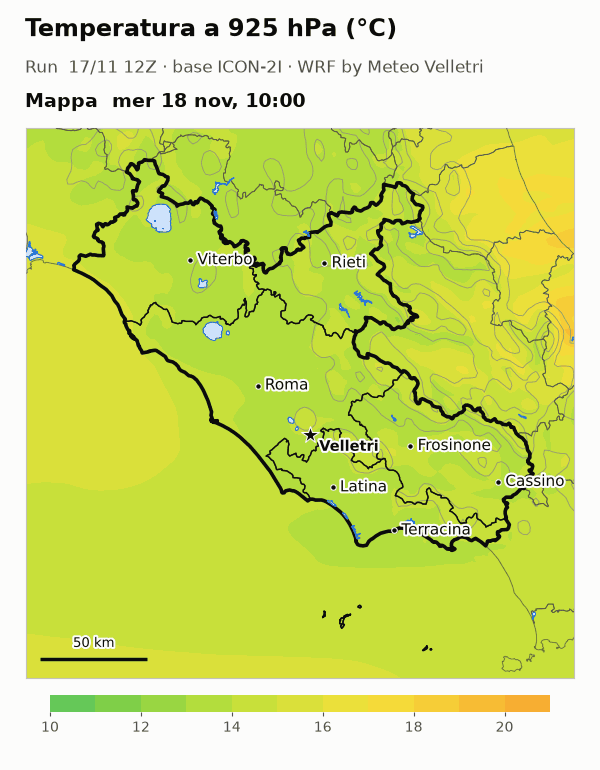 Temperatura a 925 hPa (°C)
Run  17/11 12Z · base ICON-2I · WRF by Meteo Velletri
Mappa  mer 18 nov, 10:00
Viterbo
Rieti
Roma
Velletri
Frosinone
Latina
Cassino
Terracina
50 km
10 12 14 16 18 20